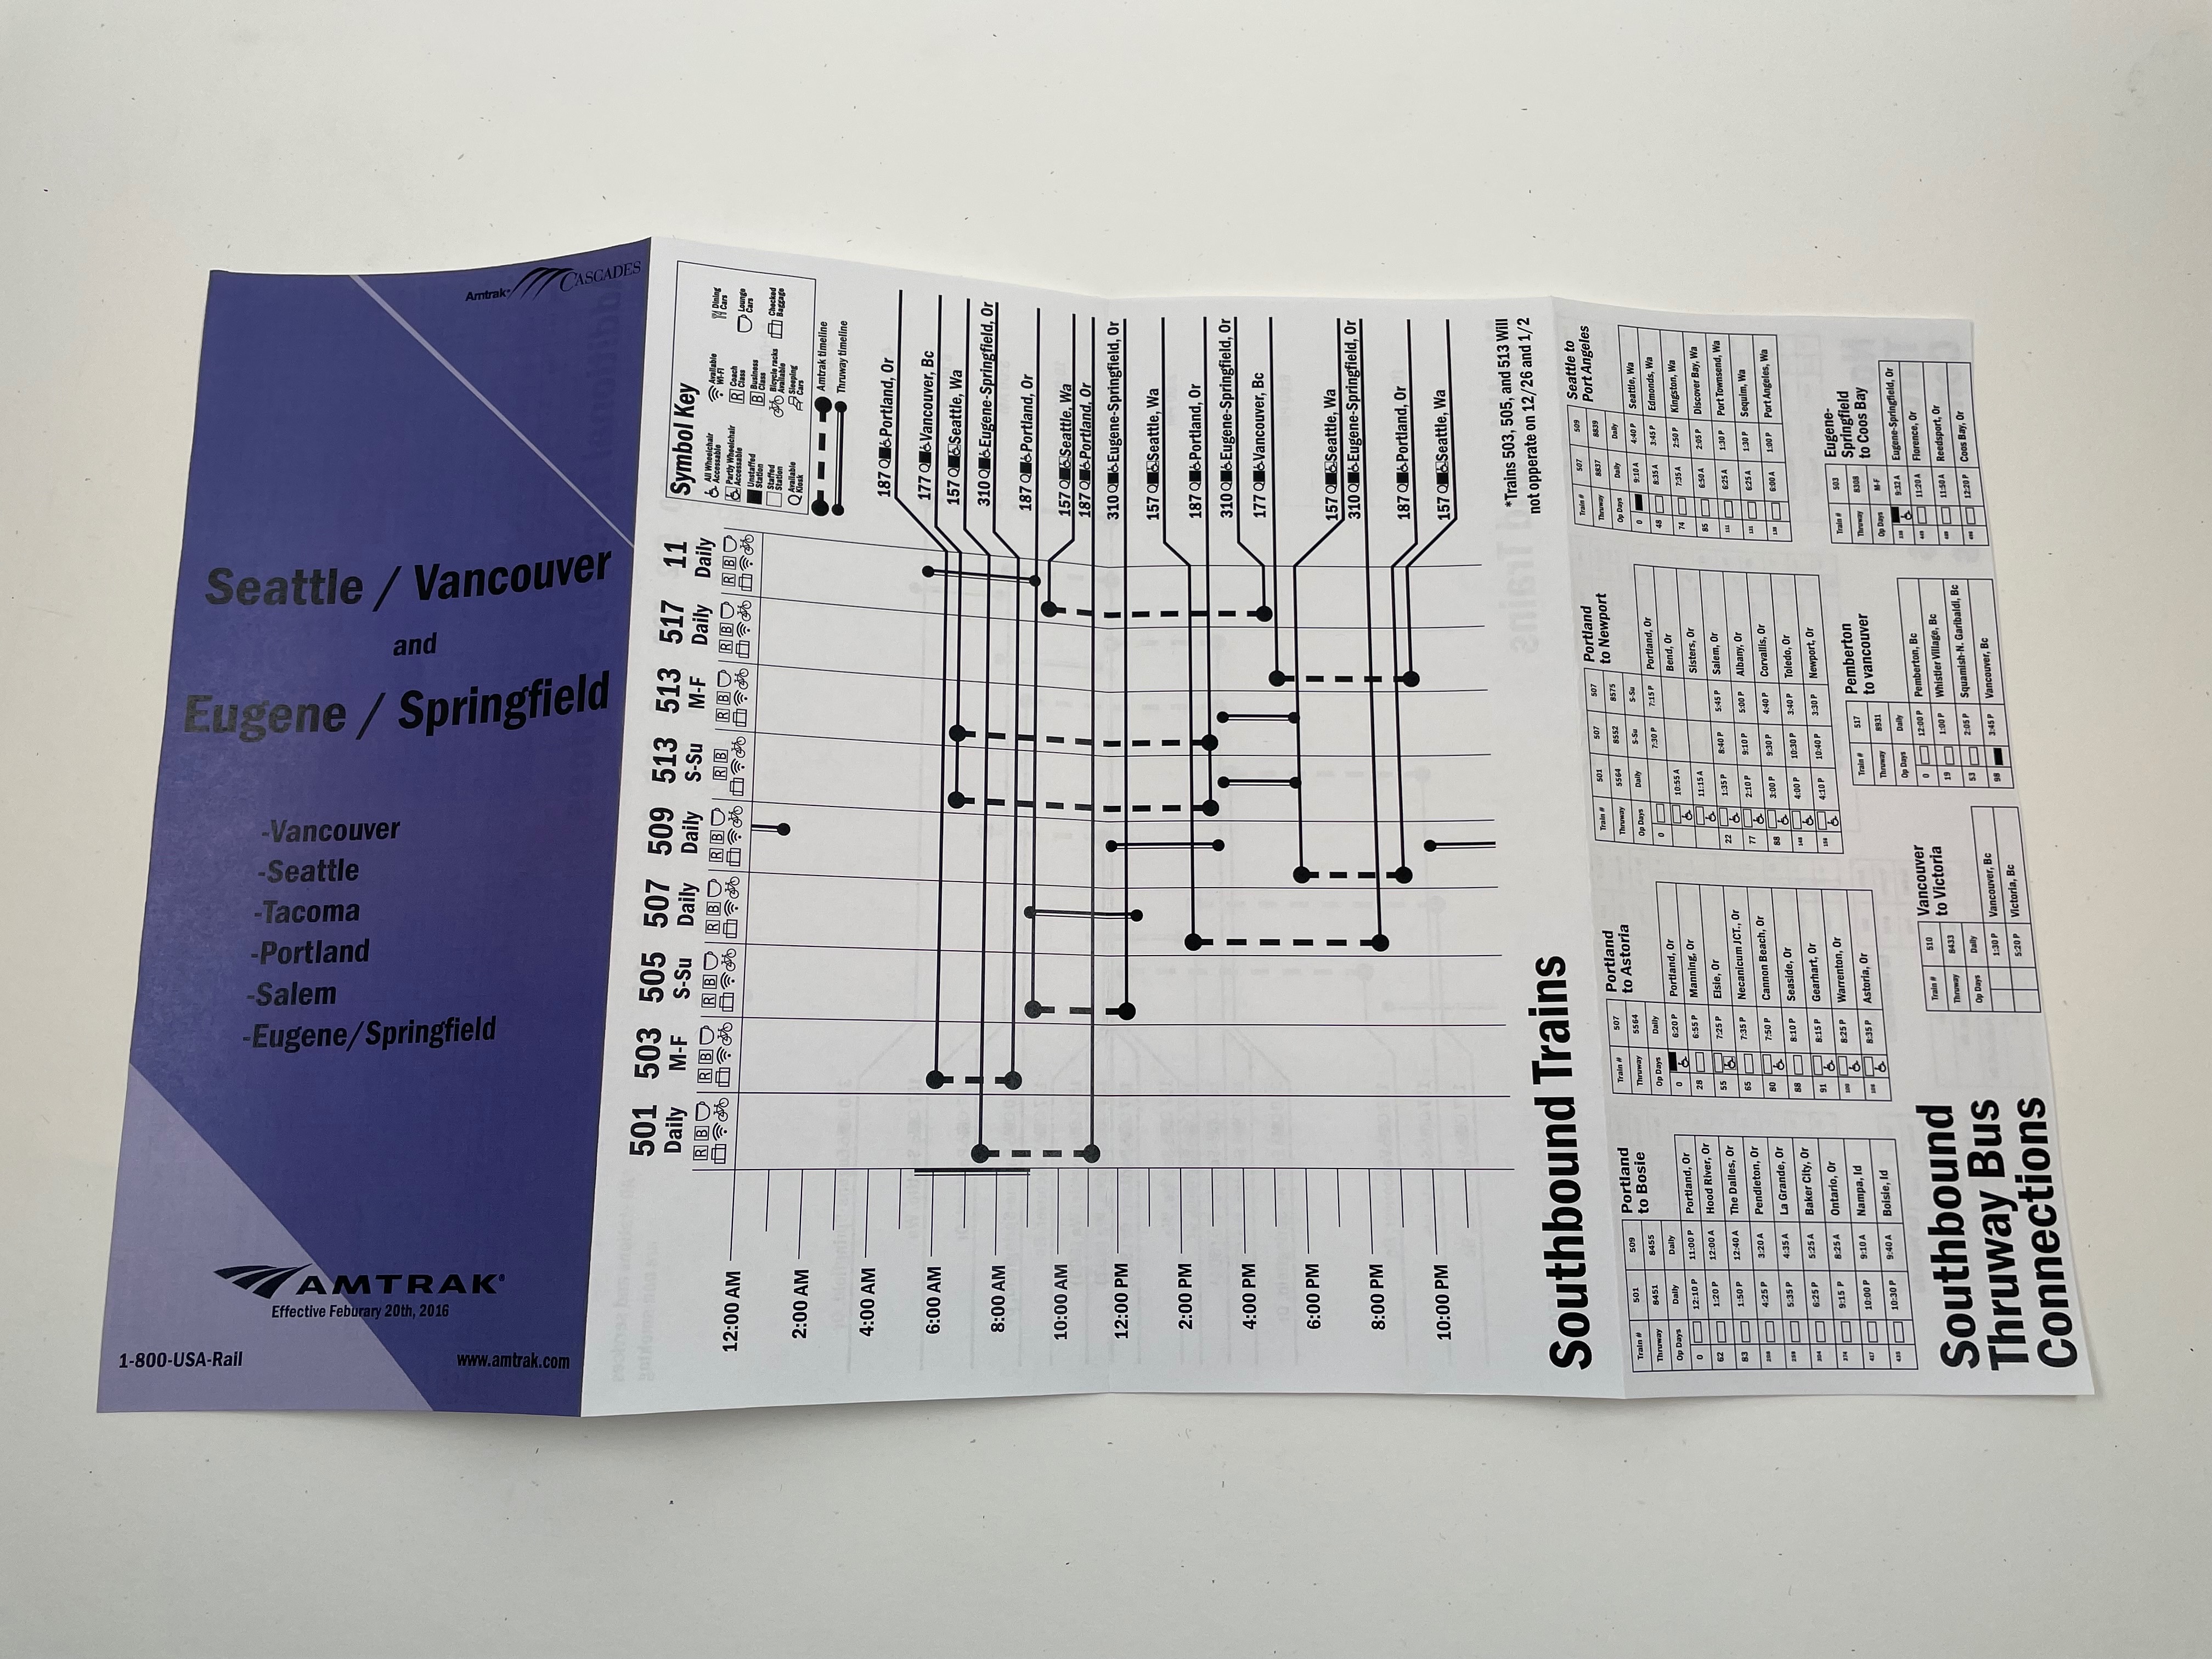 Amtrak® CASCADES
Seattle / Vancouver
and
Eugene / Springfield
-Vancouver
-Seattle
-Tacoma
-Portland
-Salem
-Eugene/Springfield
AMTRAK®
Effective Feburary 20th, 2016
1-800-USA-Rail
www.amtrak.com
Symbol Key
All Wheelchair Accessable
Partly Wheelchair Accessable
Unstaffed Station
Staffed Station
Q Available Kiosk
Available Wi-Fi
R Coach Class
B Business Class
Bicycle racks Available
Sleeping Cars
Dining Cars
Lounge Cars
Checked Baggage
Amtrak timeline
Thruway timeline
501 Daily
503 M-F
505 S-Su
507 Daily
509 Daily
513 S-Su
513 M-F
517 Daily
11 Daily
R B
R B
R B
R B
R B
R B
R B
R B
R B
187 Q Portland, Or
177 Q Vancouver, Bc
157 Q Seattle, Wa
310 Q Eugene-Springfield, Or
187 Q Portland, Or
157 Q Seattle, Wa
187 Q Portland, Or
310 Q Eugene-Springfield, Or
157 Q Seattle, Wa
187 Q Portland, Or
310 Q Eugene-Springfield, Or
177 Q Vancouver, Bc
157 Q Seattle, Wa
310 Q Eugene-Springfield, Or
187 Q Portland, Or
157 Q Seattle, Wa
12:00 AM
2:00 AM
4:00 AM
6:00 AM
8:00 AM
10:00 AM
12:00 PM
2:00 PM
4:00 PM
6:00 PM
8:00 PM
10:00 PM
*Trains 503, 505, and 513 Will
not opperate on 12/26 and 1/2
Southbound Trains
Portland
to Bosie
Train # 501 509
Thruway 8451 8455
Op Days Daily Daily
0 12:10 P 11:00 P Portland, Or
62 1:20 P 12:00 A Hood River, Or
83 1:50 P 12:40 A The Dalles, Or
4:25 P 3:20 A Pendleton, Or
5:35 P 4:35 A La Grande, Or
6:25 P 5:25 A Baker City, Or
9:15 P 8:25 A Ontario, Or
10:00 P 9:10 A Nampa, Id
10:30 P 9:40 A Boisie, Id
Portland
to Astoria
Train # 507
Thruway 5564
Op Days Daily
0 6:20 P Portland, Or
28 6:55 P Manning, Or
55 7:25 P Elsie, Or
65 7:35 P Necanicum JCT., Or
80 7:50 P Cannon Beach, Or
88 8:10 P Seaside, Or
91 8:15 P Gearhart, Or
8:25 P Warrenton, Or
8:35 P Astoria, Or
Portland
to Newport
Train # 501 507 507
Thruway 5564 8552 8575
Op Days Daily S-Su S-Su
0 7:30 P 7:15 P Portland, Or
10:55 A Bend, Or
11:15 A Sisters, Or
22 1:35 P 8:40 P 5:45 P Salem, Or
77 2:10 P 9:10 P 5:00 P Albany, Or
88 3:00 P 9:30 P 4:40 P Corvallis, Or
4:00 P 10:30 P 3:40 P Toledo, Or
4:10 P 10:40 P 3:30 P Newport, Or
Seattle to
Port Angeles
Train # 507 509
Thruway 8837 8839
Op Days Daily Daily
0 9:10 A 4:40 P Seattle, Wa
48 8:35 A 3:45 P Edmonds, Wa
74 7:35 A 2:50 P Kingston, Wa
85 6:50 A 2:05 P Discover Bay, Wa
6:25 A 1:30 P Port Townsend, Wa
6:25 A 1:30 P Sequim, Wa
6:00 A 1:00 P Port Angeles, Wa
Vancouver
to Victoria
Train # 510
Thruway 8433
Op Days Daily
1:30 P Vancouver, Bc
5:20 P Victoria, Bc
Pemberton
to vancouver
Train # 517
Thruway 8931
Op Days Daily
0 12:00 P Pemberton, Bc
19 1:00 P Whistler Village, Bc
53 2:05 P Squamish-N. Garibaldi, Bc
98 3:45 P Vancouver, Bc
Eugene-
Springfield
to Coos Bay
Train # 503
Thruway 8308
Op Days M-F
9:32 A Eugene-Springfield, Or
11:20 A Florence, Or
11:50 A Reedsport, Or
12:20 P Coos Bay, Or
Southbound
Thruway Bus
Connections